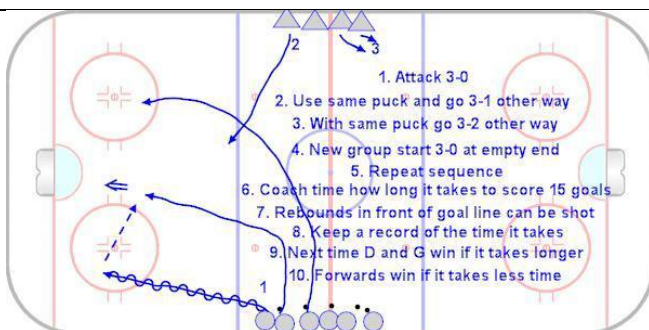 2
3
1. Attack 3-0
2. Use same puck and go 3-1 other way
3. With same puck go 3-2 other way
4. New group start 3-0 at empty end
5. Repeat sequence
6. Coach time how long it takes to score 15 goals
7. Rebounds in front of goal line can be shot
8. Keep a record of the time it takes
9. Next time D and G win if it takes longer
10. Forwards win if it takes less time
1